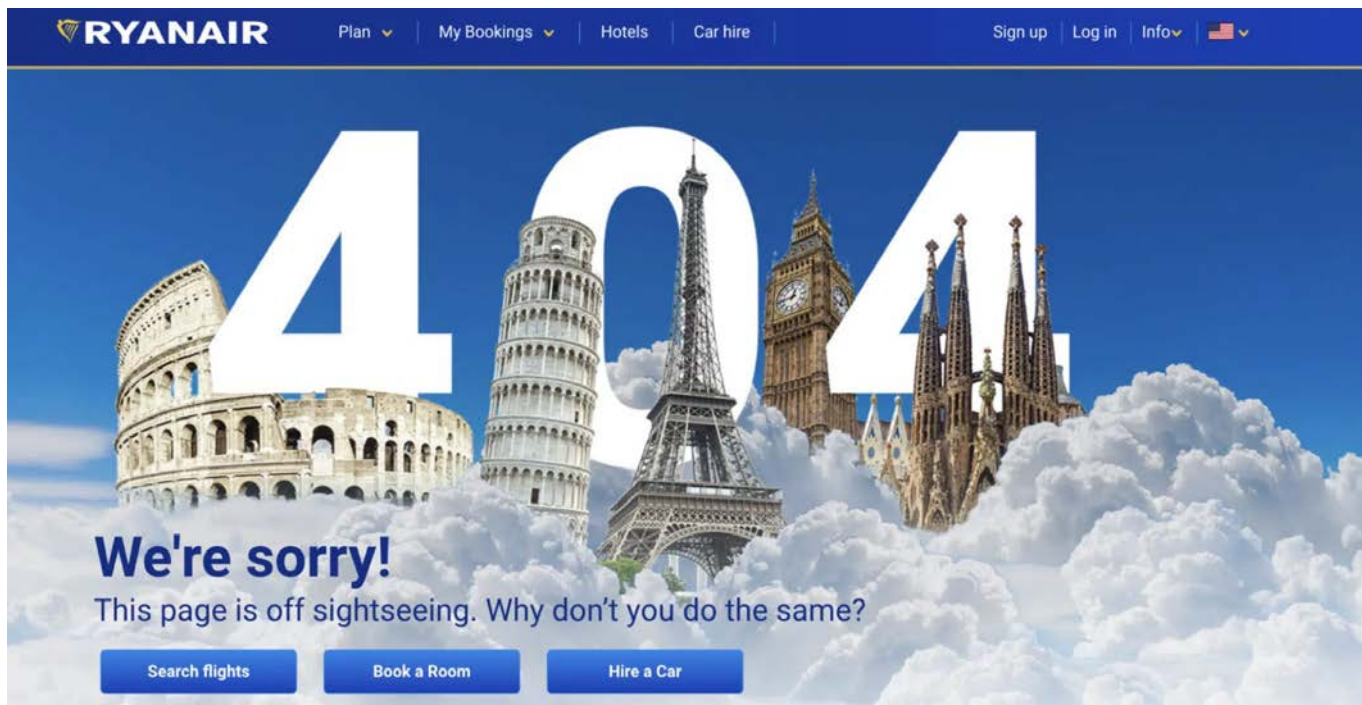 RYANAIR
Plan
My Bookings
Hotels
Car hire
Sign up
Log in
Info
404
We're sorry!
This page is off sightseeing. Why don't you do the same?
Search flights
Book a Room
Hire a Car